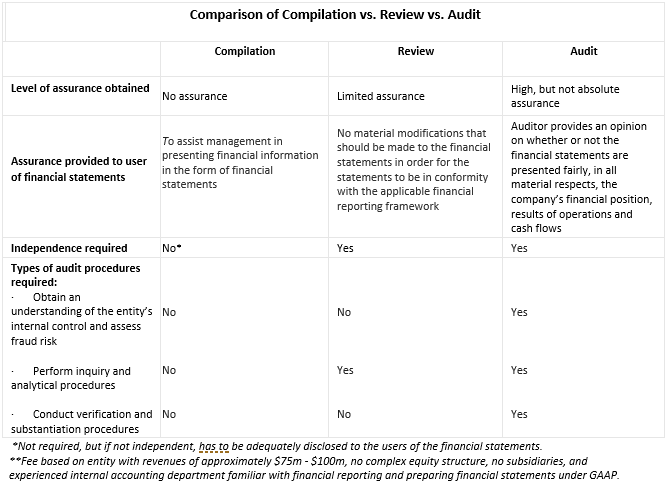 Comparison of Compilation vs. Review vs. Audit
Compilation Review Audit
Level of assurance obtained
No assurance
Limited assurance
High, but not absolute
assurance
Assurance provided to user
of financial statements
To assist management in
presenting financial information
in the form of financial
statements
No material modifications that
should be made to the financial
statements in order for the
statements to be in conformity
with the applicable financial
reporting framework
Auditor provides an opinion
on whether or not the
financial statements are
presented fairly, in all
material respects, the
company's financial position,
results of operations and
cash flows
Independence required No* Yes Yes
Types of audit procedures
required:
· Obtain an
understanding of the entity's
internal control and assess
fraud risk
No No Yes
· Perform inquiry and
analytical procedures
No Yes Yes
· Conduct verification and
substantiation procedures
No No Yes
*Not required, but if not independent, has to be adequately disclosed to the users of the financial statements.
**Fee based on entity with revenues of approximately $75m - $100m, no complex equity structure, no subsidiaries, and
experienced internal accounting department familiar with financial reporting and preparing financial statements under GAAP.